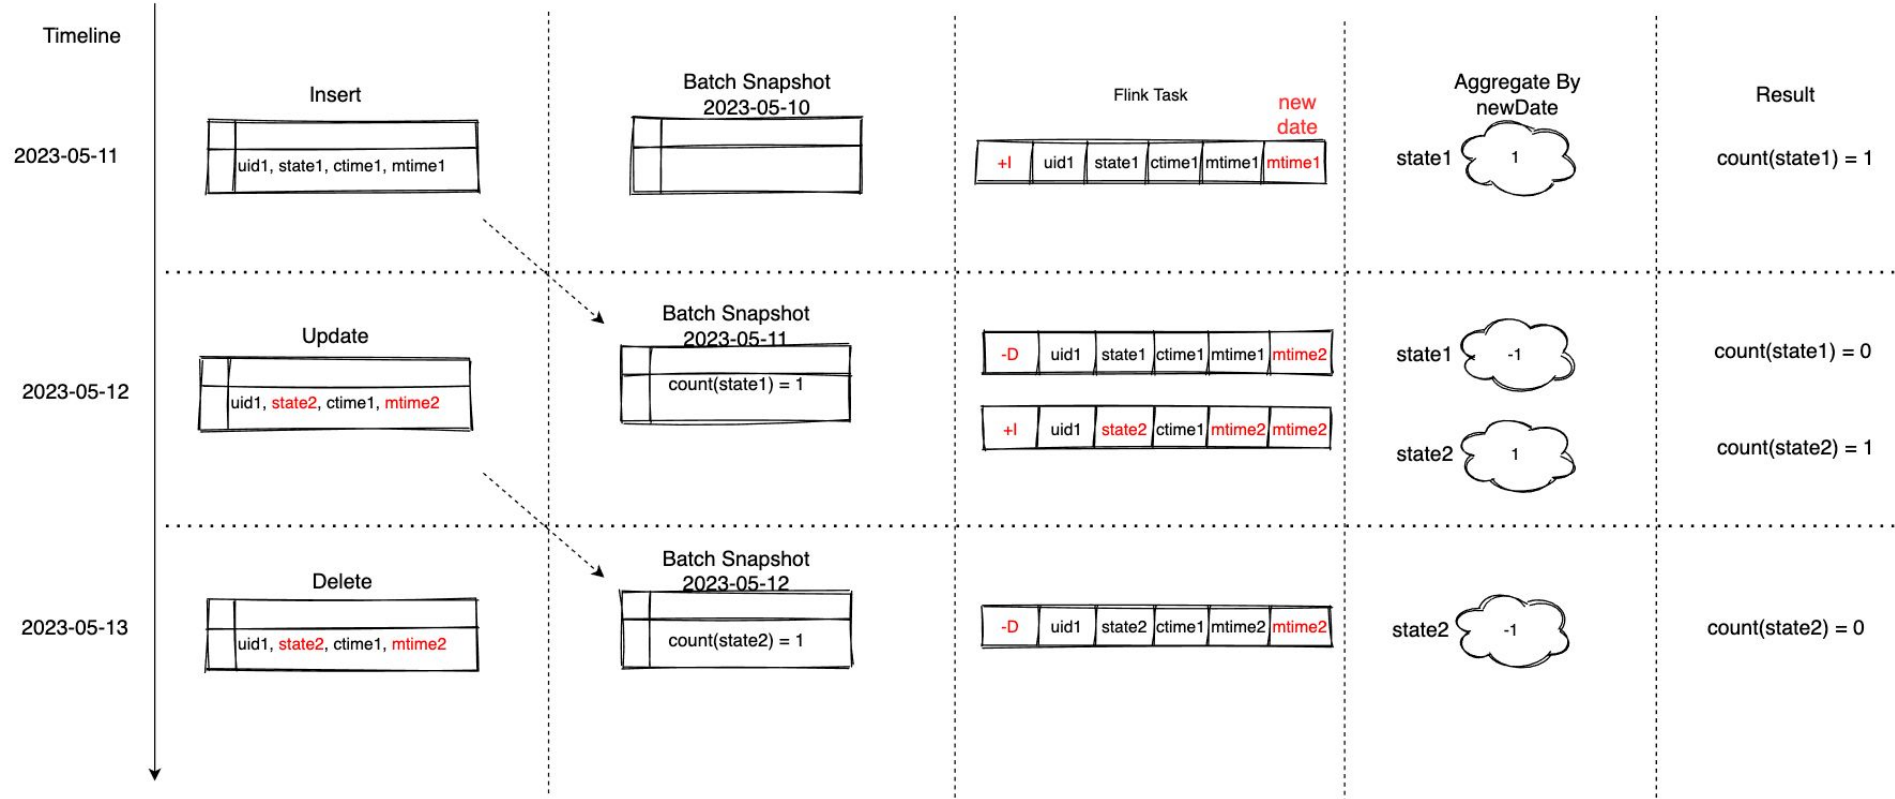 Timeline
Insert
Batch Snapshot
2023-05-10
Flink Task
new
date
Aggregate By
newDate
Result
2023-05-11
uid1, state1, ctime1, mtime1
+I uid1 state1 ctime1 mtime1 mtime1
state1 1
count(state1) = 1
Update
Batch Snapshot
2023-05-11
2023-05-12
uid1, state2, ctime1, mtime2
count(state1) = 1
-D uid1 state1 ctime1 mtime1 mtime2
state1 -1
count(state1) = 0
+I uid1 state2 ctime1 mtime2 mtime2
state2 1
count(state2) = 1
Delete
Batch Snapshot
2023-05-12
2023-05-13
uid1, state2, ctime1, mtime2
count(state2) = 1
-D uid1 state2 ctime1 mtime2 mtime2
state2 -1
count(state2) = 0